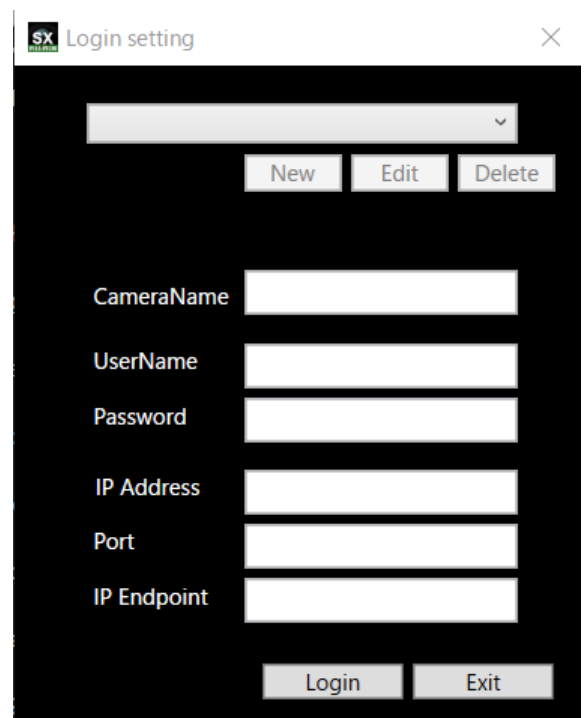 SX Login setting
New Edit Delete
CameraName
UserName
Password
IP Address
Port
IP Endpoint
Login Exit